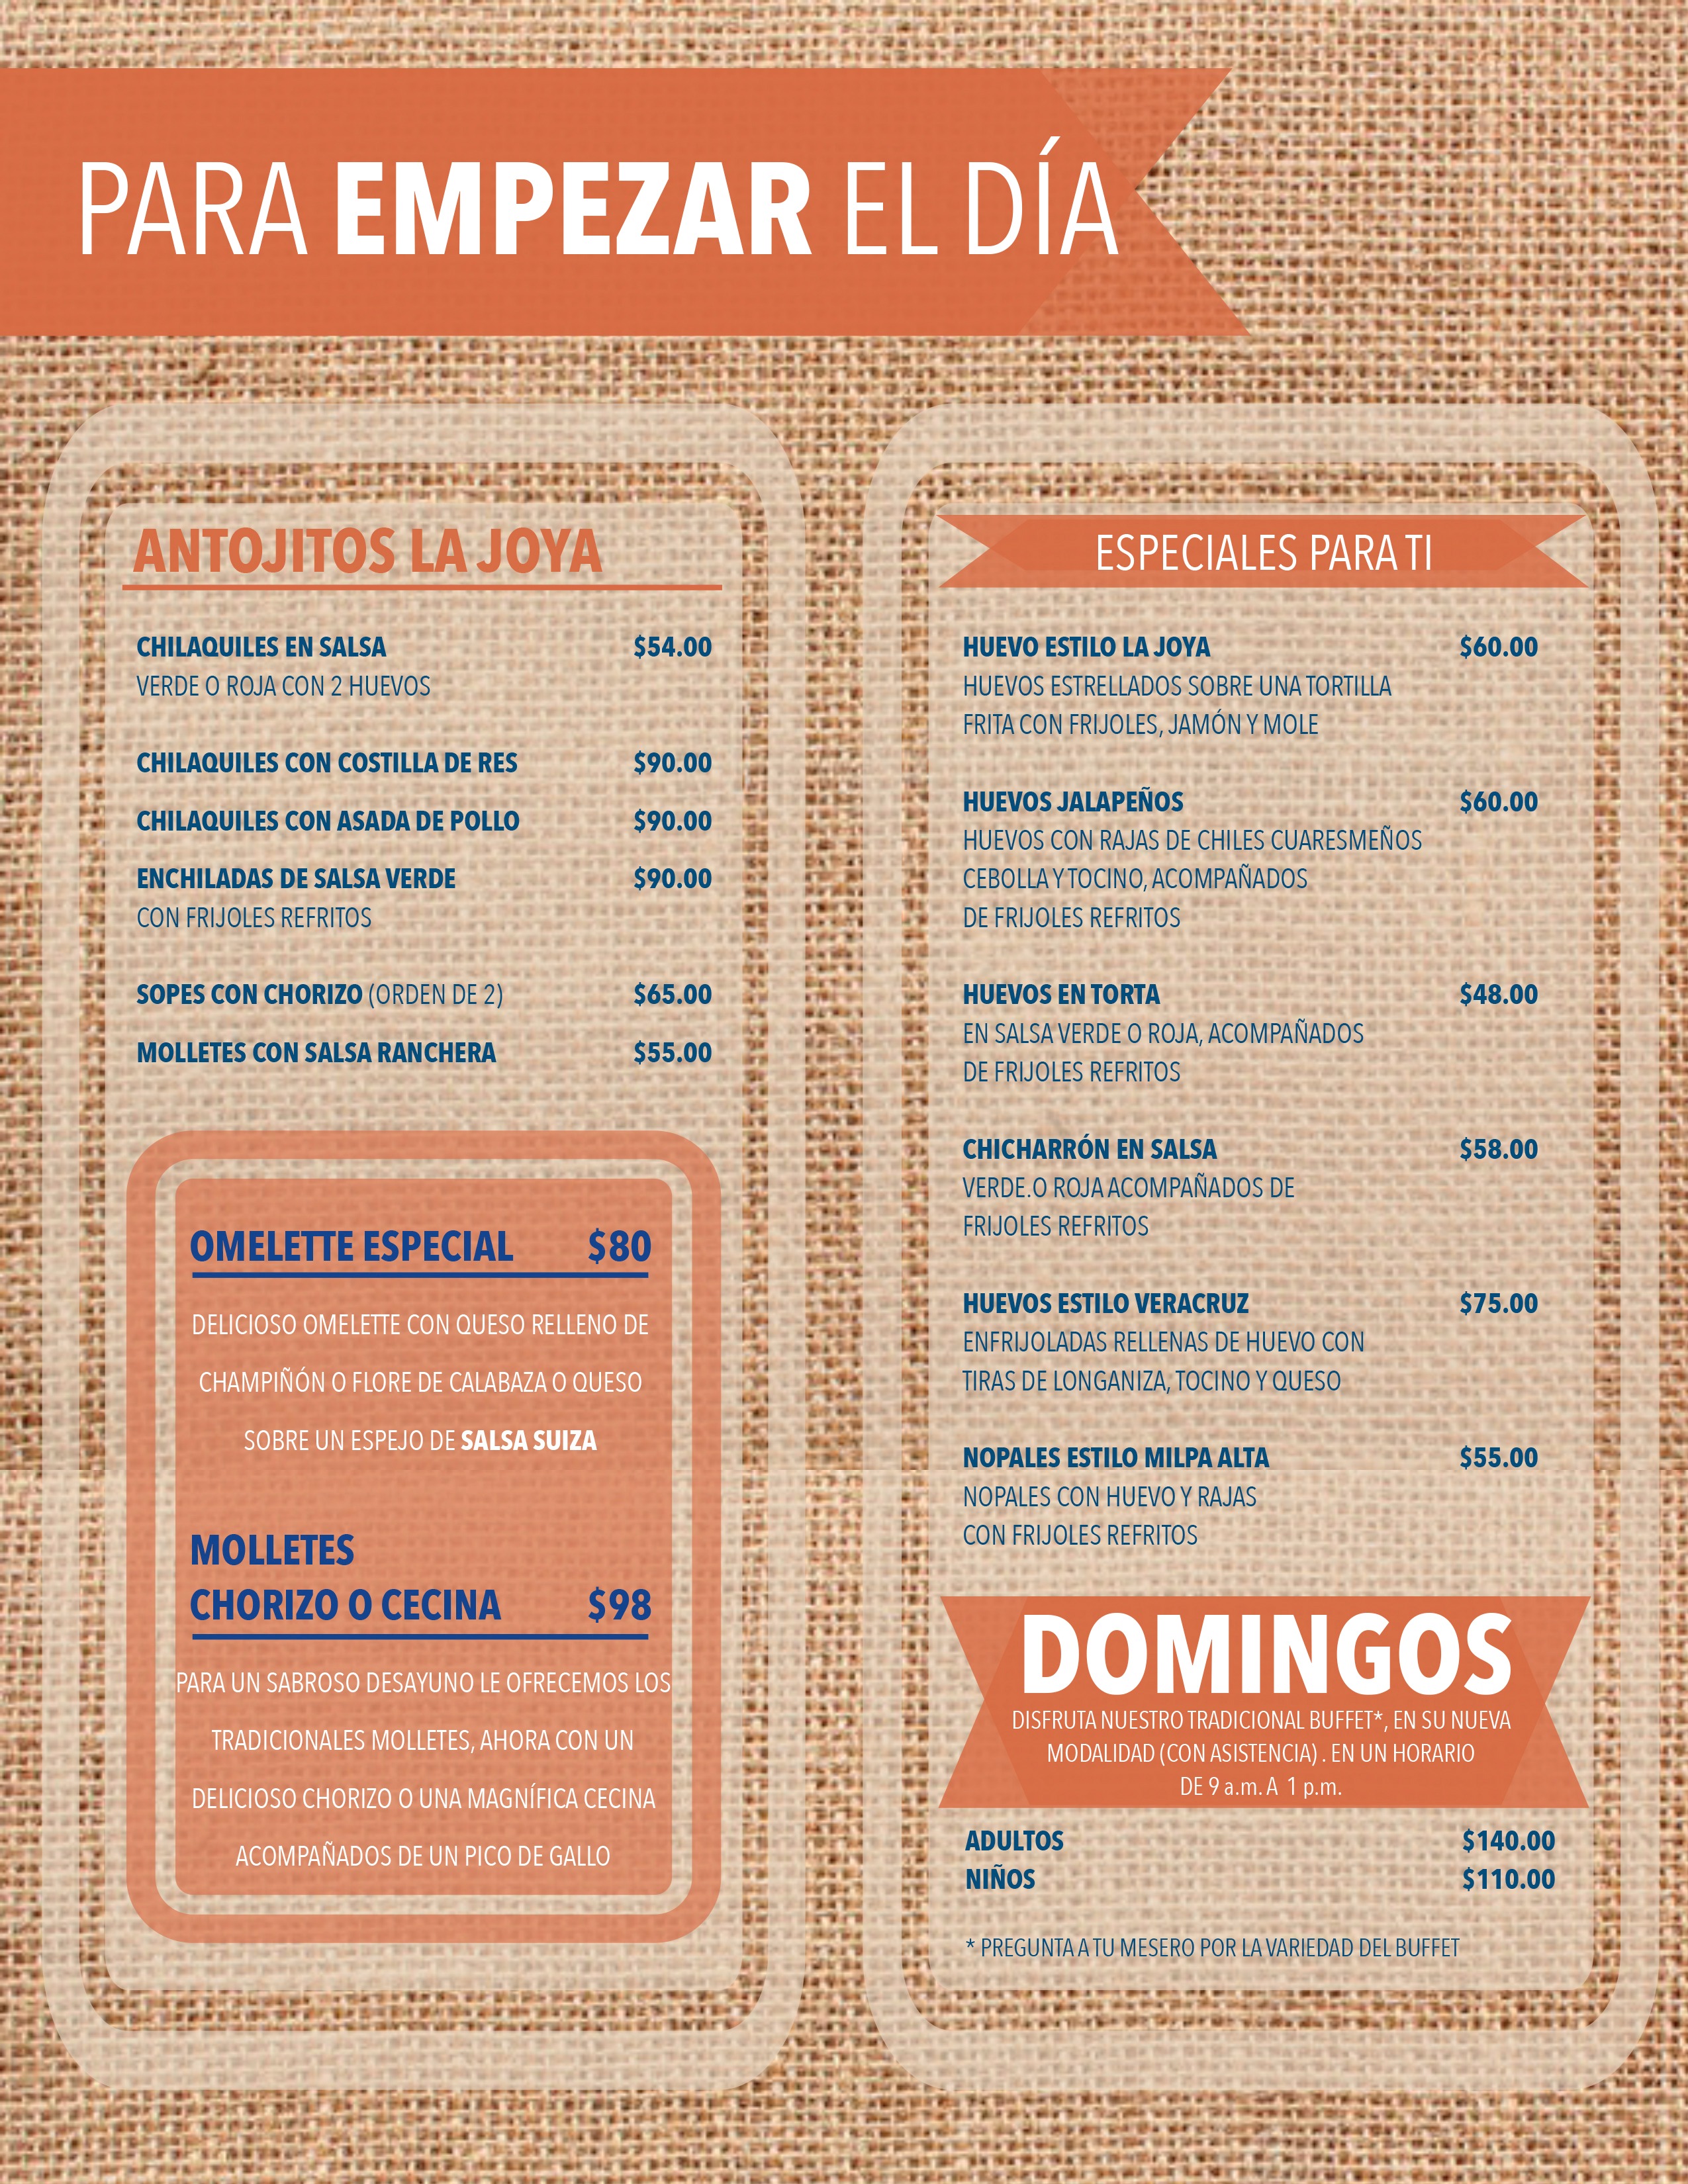 PARA EMPEZAR EL DÍA
ANTOJITOS LA JOYA
CHILAQUILES EN SALSA $54.00
VERDE O ROJA CON 2 HUEVOS
CHILAQUILES CON COSTILLA DE RES $90.00
CHILAQUILES CON ASADA DE POLLO $90.00
ENCHILADAS DE SALSA VERDE $90.00
CON FRIJOLES REFRITOS
SOPES CON CHORIZO (ORDEN DE 2) $65.00
MOLLETES CON SALSA RANCHERA $55.00
OMELETTE ESPECIAL $80
DELICIOSO OMELETTE CON QUESO RELLENO DE
CHAMPIÑÓN O FLORE DE CALABAZA O QUESO
SOBRE UN ESPEJO DE SALSA SUIZA
MOLLETES
CHORIZO O CECINA $98
PARA UN SABROSO DESAYUNO LE OFRECEMOS LOS
TRADICIONALES MOLLETES, AHORA CON UN
DELICIOSO CHORIZO O UNA MAGNÍFICA CECINA
ACOMPAÑADOS DE UN PICO DE GALLO
ESPECIALES PARA TI
HUEVO ESTILO LA JOYA $60.00
HUEVOS ESTRELLADOS SOBRE UNA TORTILLA
FRITA CON FRIJOLES, JAMÓN Y MOLE
HUEVOS JALAPEÑOS $60.00
HUEVOS CON RAJAS DE CHILES CUARESMEÑOS
CEBOLLA Y TOCINO, ACOMPAÑADOS
DE FRIJOLES REFRITOS
HUEVOS EN TORTA $48.00
EN SALSA VERDE O ROJA, ACOMPAÑADOS
DE FRIJOLES REFRITOS
CHICHARRÓN EN SALSA $58.00
VERDE.O ROJA ACOMPAÑADOS DE
FRIJOLES REFRITOS
HUEVOS ESTILO VERACRUZ $75.00
ENFRIJOLADAS RELLENAS DE HUEVO CON
TIRAS DE LONGANIZA, TOCINO Y QUESO
NOPALES ESTILO MILPA ALTA $55.00
NOPALES CON HUEVO Y RAJAS
CON FRIJOLES REFRITOS
DOMINGOS
DISFRUTA NUESTRO TRADICIONAL BUFFET*, EN SU NUEVA
MODALIDAD (CON ASISTENCIA) . EN UN HORARIO
DE 9 a.m. A 1 p.m.
ADULTOS $140.00
NIÑOS $110.00
* PREGUNTA A TU MESERO POR LA VARIEDAD DEL BUFFET